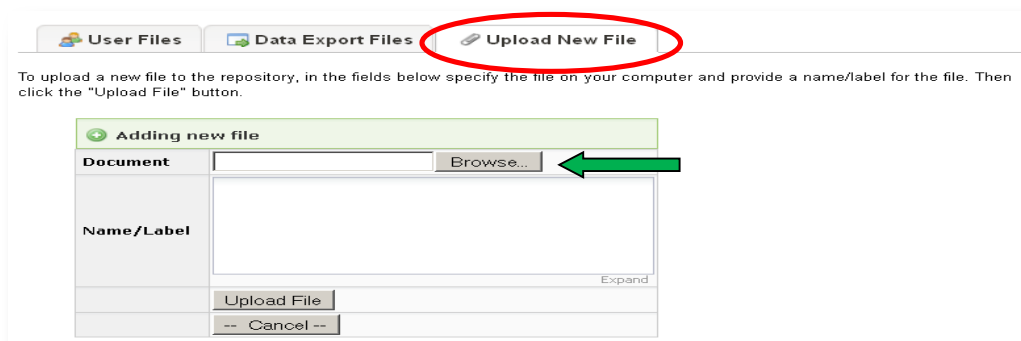 User Files Data Export Files Upload New File
To upload a new file to the repository, in the fields below specify the file on your computer and provide a name/label for the file. Then
click the "Upload File" button.
Adding new file
Document Browse...
Name/Label
Expand
Upload File
-- Cancel --